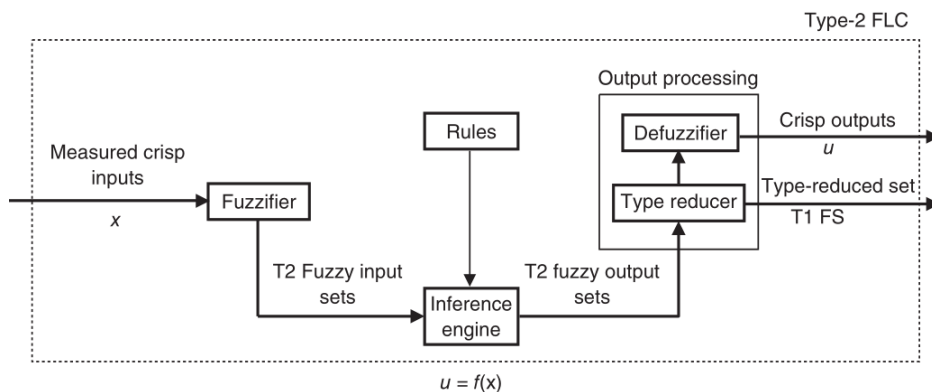 Type-2 FLC
Output processing
Rules
Defuzzifier
Crisp outputs
u
Measured crisp
inputs
x
Fuzzifier
Type reducer
Type-reduced set
T1 FS
T2 Fuzzy input
sets
Inference
engine
T2 fuzzy output
sets
u = f(x)